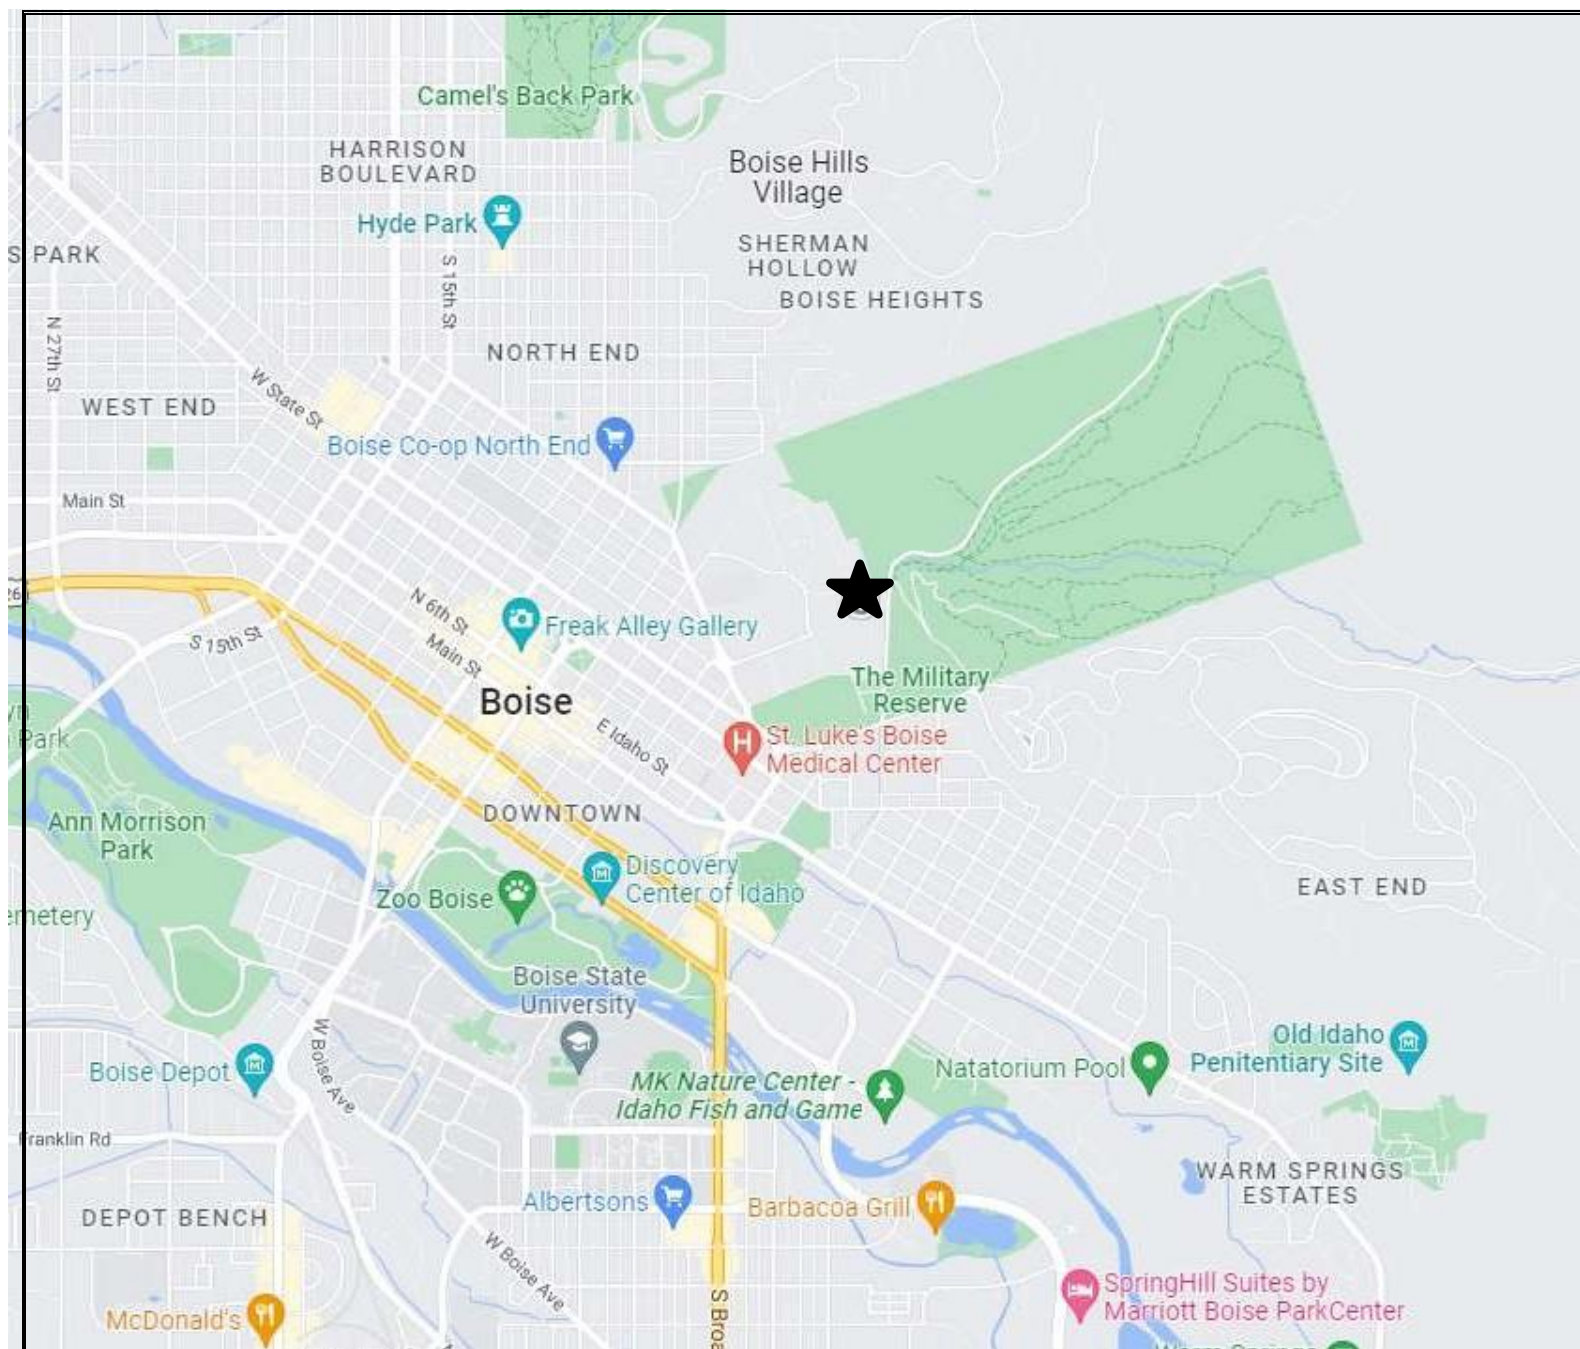 Camel's Back Park
HARRISON
BOULEVARD
Boise Hills
Village
Hyde Park
S PARK
SHERMAN
HOLLOW
S 15th St
BOISE HEIGHTS
N 27th St
NORTH END
W State St
WEST END
Boise Co-op North End
Main St
N 6th St
26
Freak Alley Gallery
S 15th St
Main St
The Military
Reserve
Boise
E Idaho St
Park
St. Luke's Boise
Medical Center
DOWNTOWN
Ann Morrison
Park
Discovery
Center of Idaho
EAST END
Zoo Boise
emetery
Boise State
University
W Boise Ave
Old Idaho
Penitentiary Site
Boise Depot
Natatorium Pool
MK Nature Center -
Idaho Fish and Game
Franklin Rd
WARM SPRINGS
ESTATES
Albertsons
Barbacoa Grill
DEPOT BENCH
W Boise Ave
SpringHill Suites by
Marriott Boise ParkCenter
S Broa
McDonald's